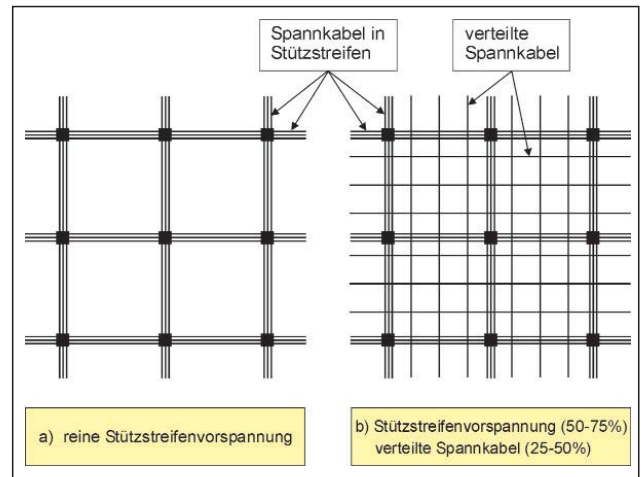 Spannkabel in
Stützstreifen
verteilte
Spannkabel
a) reine Stützstreifenvorspannung
b) Stützstreifenvorspannung (50-75%)
verteilte Spannkabel (25-50%)